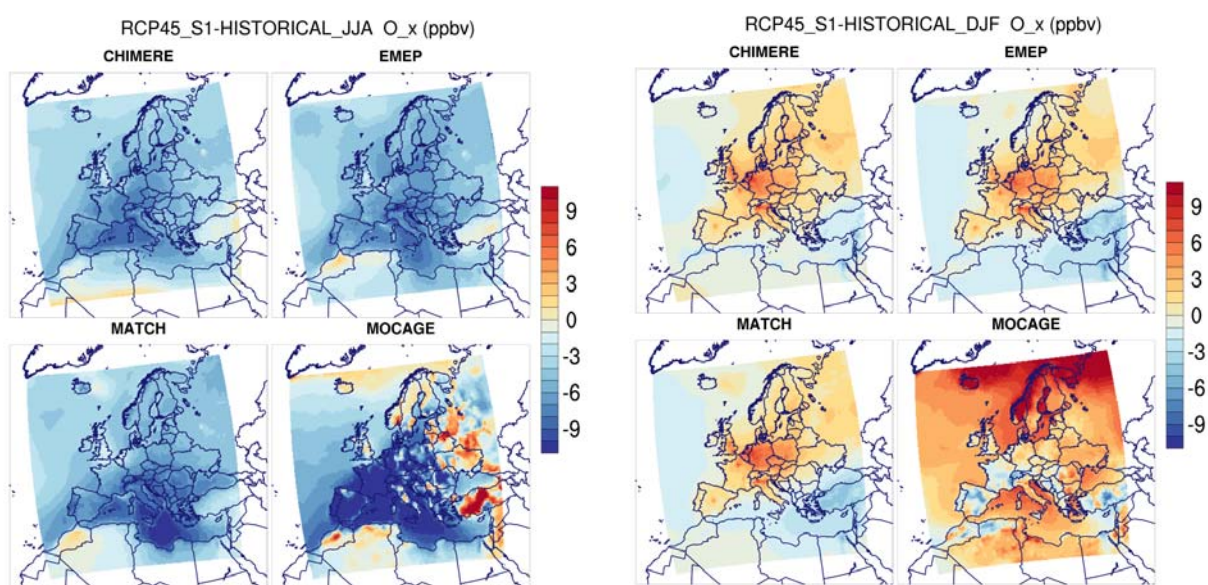 RCP45_S1-HISTORICAL_JJA O_x (ppbv)
CHIMERE EMEP
MATCH MOCAGE
9
6
3
0
-3
-6
-9
RCP45_S1-HISTORICAL_DJF O_x (ppbv)
CHIMERE EMEP
MATCH MOCAGE
9
6
3
0
-3
-6
-9